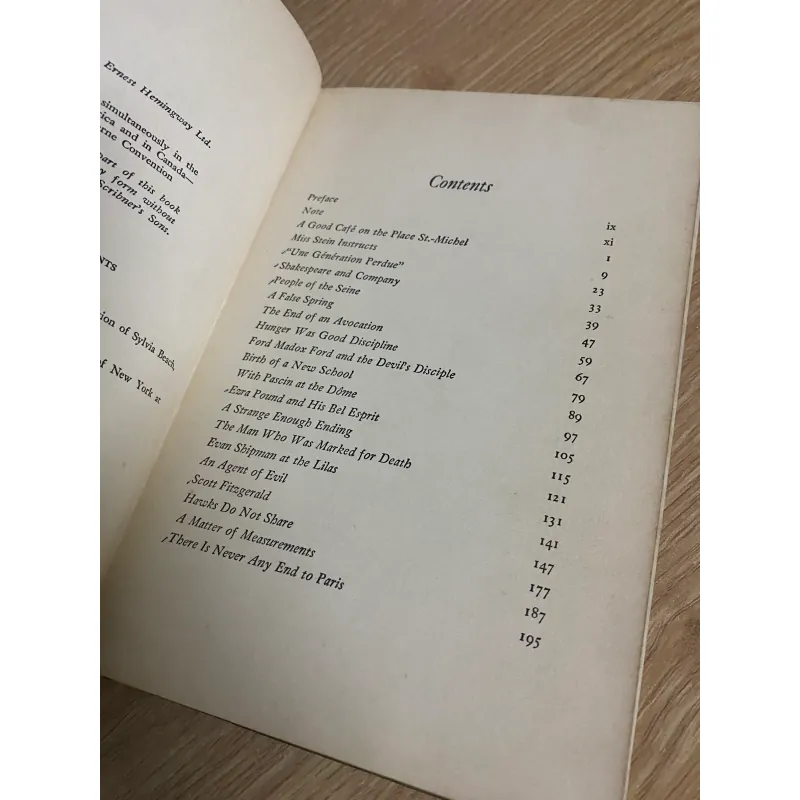 Ernest Hemingway Ltd.
simultaneously in the
rica and in Canada—
erne Convention
part of this book
y form without
Scribner's Sons.
NTS
ion of Sylvia Beach,
of New York at
Contents
Preface ix
Note xi
A Good Café on the Place St.-Michel 1
Miss Stein Instructs 9
"Une Génération Perdue" 23
Shakespeare and Company 33
People of the Seine 39
A False Spring 47
The End of an Avocation 59
Hunger Was Good Discipline 67
Ford Madox Ford and the Devil's Disciple 79
Birth of a New School 89
With Pascin at the Dôme 97
Ezra Pound and His Bel Esprit 105
A Strange Enough Ending 115
The Man Who Was Marked for Death 121
Evan Shipman at the Lilas 131
An Agent of Evil 141
Scott Fitzgerald 147
Hawks Do Not Share 177
A Matter of Measurements 187
There Is Never Any End to Paris 195